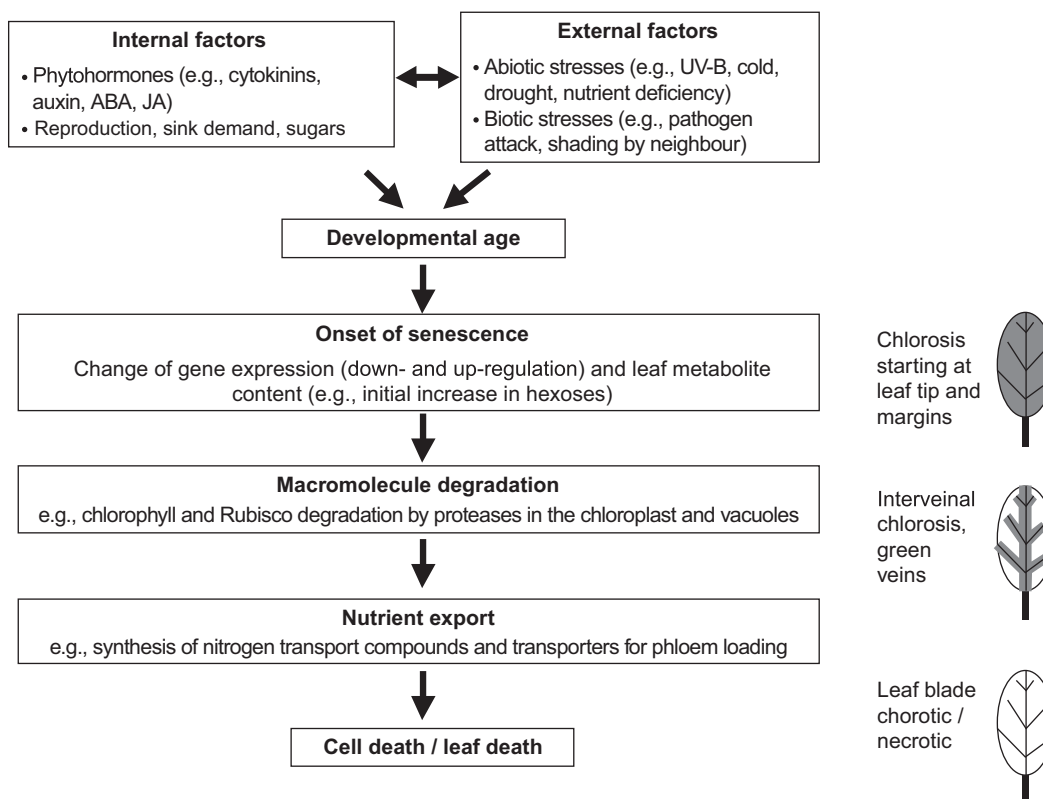 Internal factors
• Phytohormones (e.g., cytokinins,
auxin, ABA, JA)
• Reproduction, sink demand, sugars
External factors
• Abiotic stresses (e.g., UV-B, cold,
drought, nutrient deficiency)
• Biotic stresses (e.g., pathogen
attack, shading by neighbour)
Developmental age
Onset of senescence
Change of gene expression (down- and up-regulation) and leaf metabolite
content (e.g., initial increase in hexoses)
Chlorosis
starting at
leaf tip and
margins
Macromolecule degradation
e.g., chlorophyll and Rubisco degradation by proteases in the chloroplast and vacuoles
Interveinal
chlorosis,
green
veins
Nutrient export
e.g., synthesis of nitrogen transport compounds and transporters for phloem loading
Leaf blade
chorotic /
necrotic
Cell death / leaf death